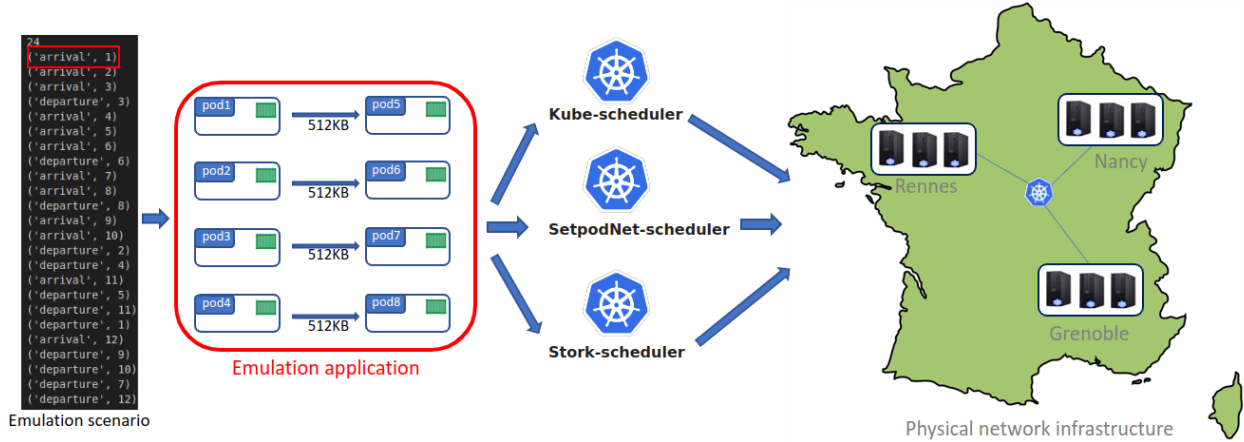 24
('arrival', 1)
('arrival', 2)
('arrival', 3)
('departure', 3)
('arrival', 4)
('arrival', 5)
('arrival', 6)
('departure', 6)
('arrival', 7)
('arrival', 8)
('departure', 8)
('arrival', 9)
('arrival', 10)
('departure', 2)
('departure', 4)
('arrival', 11)
('departure', 5)
('departure', 11)
('departure', 1)
('arrival', 12)
('departure', 9)
('departure', 10)
('departure', 7)
('departure', 12)
Emulation scenario
pod1
512KB
pod5
pod2
512KB
pod6
pod3
512KB
pod7
pod4
512KB
pod8
Emulation application
Kube-scheduler
SetpodNet-scheduler
Stork-scheduler
Rennes
Nancy
Grenoble
Physical network infrastructure